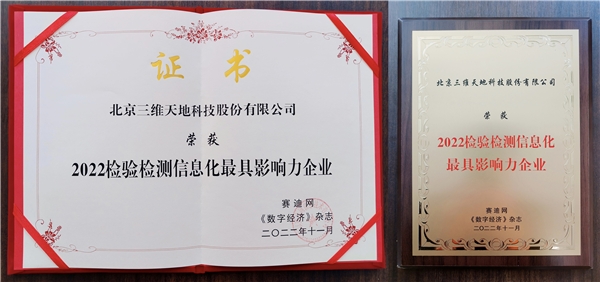 证书
北京三维天地科技股份有限公司
荣获
2022检验检测信息化最具影响力企业
赛迪网
《数字经济》杂志
二〇二二年十一月
北京三维天地科技股份有限公司
荣获
2022检验检测信息化
最具影响力企业
赛迪网
《数字经济》杂志
二〇二二年十一月